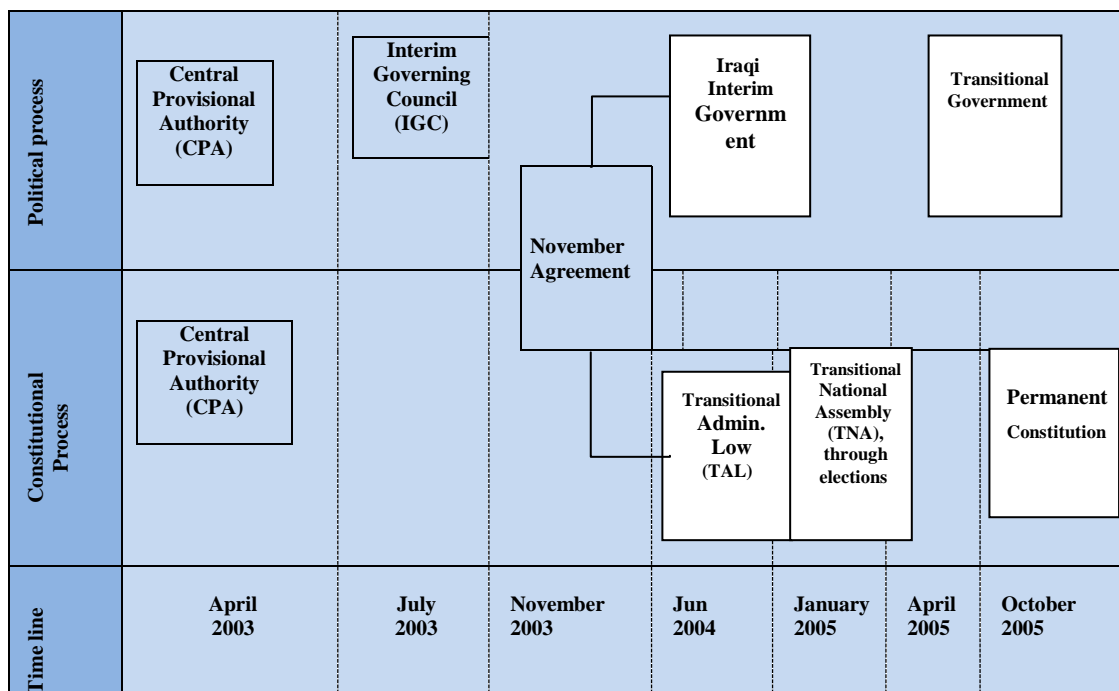 Political process
Central
Provisional
Authority
(CPA)
Interim
Governing
Council
(IGC)
November
Agreement
Iraqi
Interim
Governm
ent
Transitional
Government
Constitutional
Process
Central
Provisional
Authority
(CPA)
Transitional
Admin.
Low
(TAL)
Transitional
National
Assembly
(TNA),
through
elections
Permanent
Constitution
Time line
April
2003
July
2003
November
2003
Jun
2004
January
2005
April
2005
October
2005